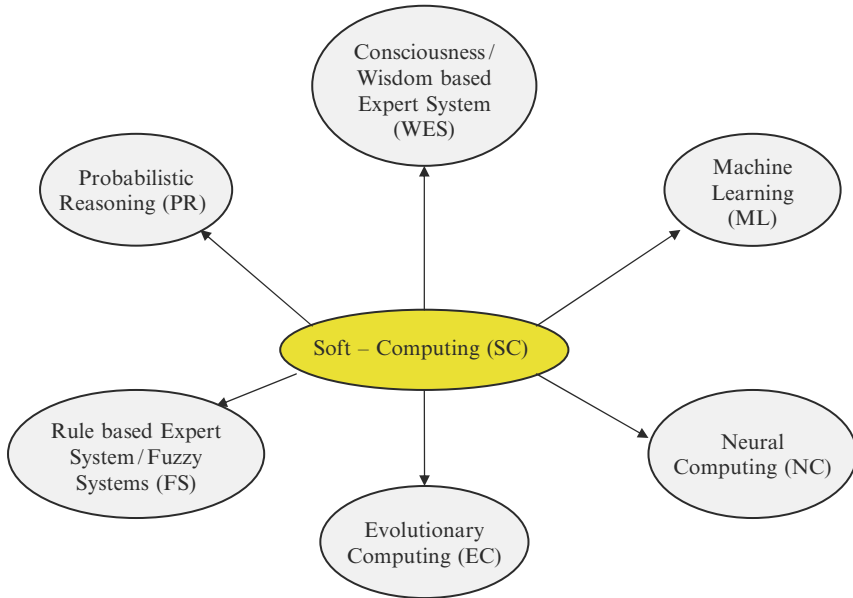 Consciousness/
Wisdom based
Expert System
(WES)
Probabilistic
Reasoning (PR)
Machine
Learning
(ML)
Soft – Computing (SC)
Rule based Expert
System/Fuzzy
Systems (FS)
Neural
Computing (NC)
Evolutionary
Computing (EC)